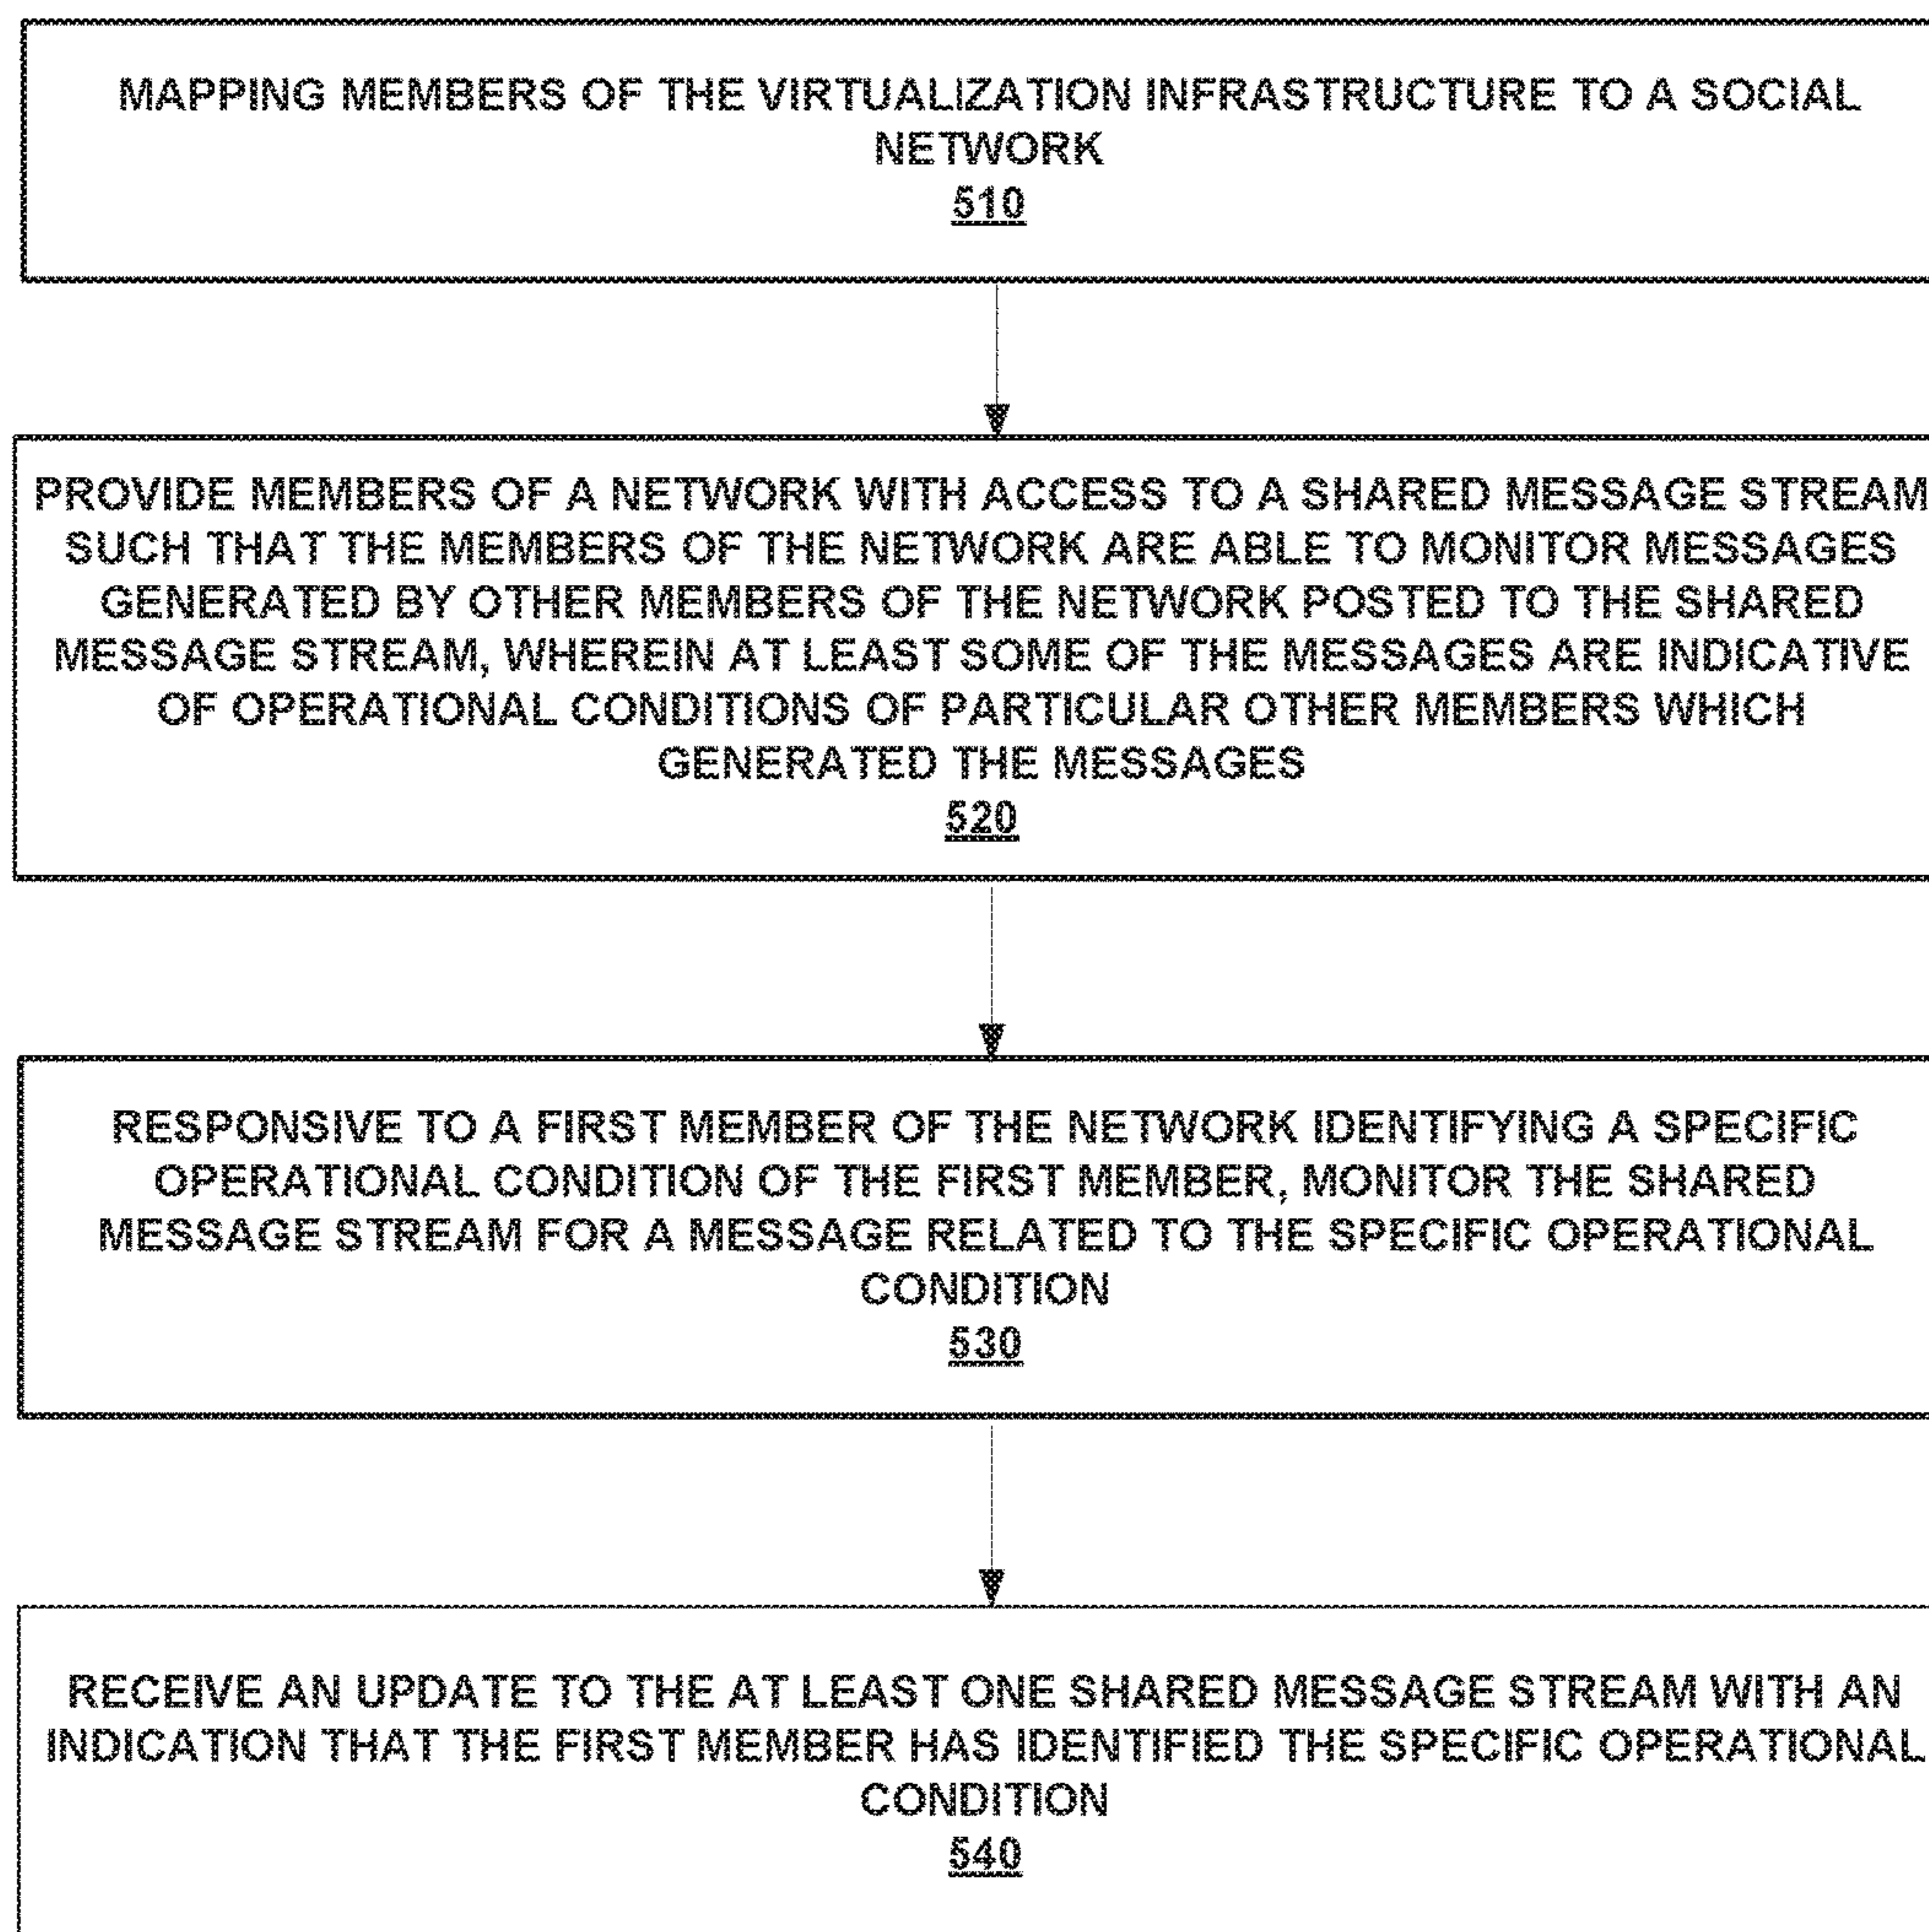 MAPPING MEMBERS OF THE VIRTUALIZATION INFRASTRUCTURE TO A SOCIAL
NETWORK
510
PROVIDE MEMBERS OF A NETWORK WITH ACCESS TO A SHARED MESSAGE STREAM
SUCH THAT THE MEMBERS OF THE NETWORK ARE ABLE TO MONITOR MESSAGES
GENERATED BY OTHER MEMBERS OF THE NETWORK POSTED TO THE SHARED
MESSAGE STREAM, WHEREIN AT LEAST SOME OF THE MESSAGES ARE INDICATIVE
OF OPERATIONAL CONDITIONS OF PARTICULAR OTHER MEMBERS WHICH
GENERATED THE MESSAGES
520
RESPONSIVE TO A FIRST MEMBER OF THE NETWORK IDENTIFYING A SPECIFIC
OPERATIONAL CONDITION OF THE FIRST MEMBER, MONITOR THE SHARED
MESSAGE STREAM FOR A MESSAGE RELATED TO THE SPECIFIC OPERATIONAL
CONDITION
530
RECEIVE AN UPDATE TO THE AT LEAST ONE SHARED MESSAGE STREAM WITH AN
INDICATION THAT THE FIRST MEMBER HAS IDENTIFIED THE SPECIFIC OPERATIONAL
CONDITION
540